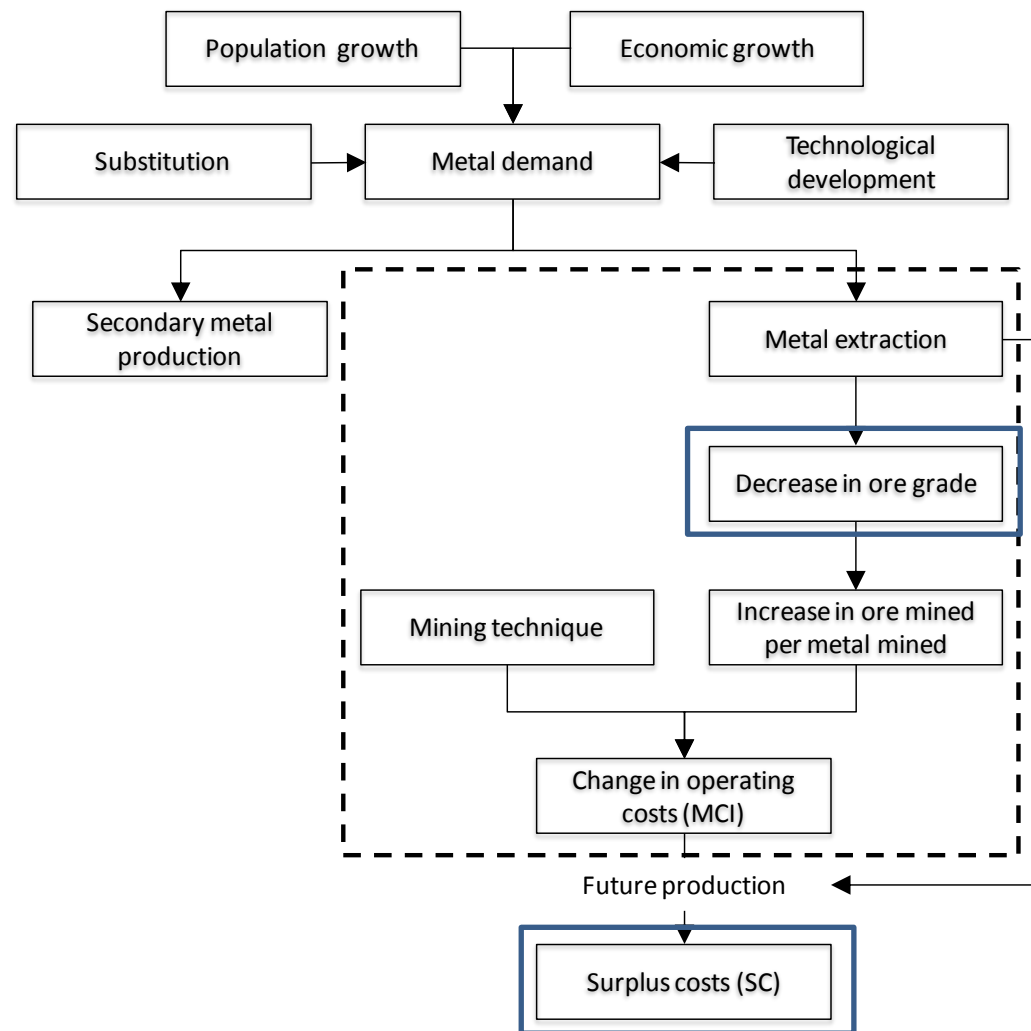 Population growth
Economic growth
Substitution
Metal demand
Technological
development
Secondary metal
production
Metal extraction
Decrease in ore grade
Mining technique
Increase in ore mined
per metal mined
Change in operating
costs (MCI)
Future production
Surplus costs (SC)